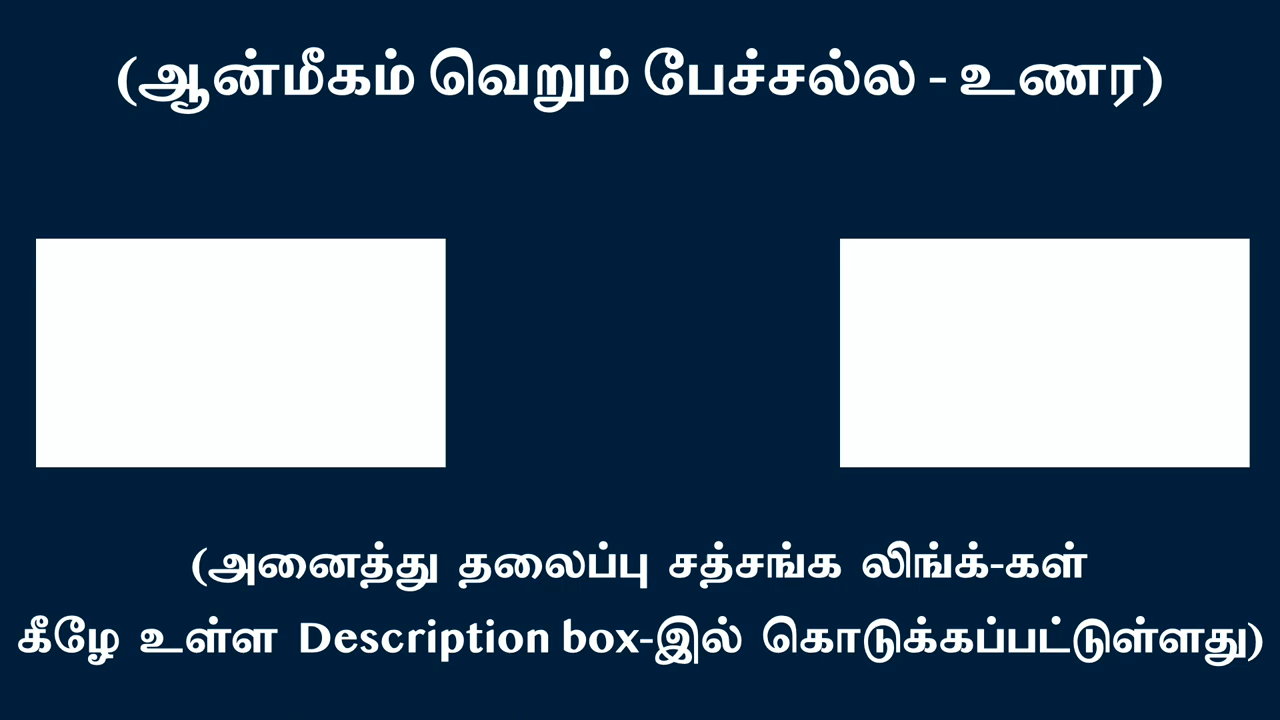 (ஆன்மீகம் வெறும் பேச்சல்ல - உணர)
(அனைத்து தலைப்பு சத்சங்க லிங்க்-கள்
கீழே உள்ள Description box-இல் கொடுக்கப்பட்டுள்ளது)